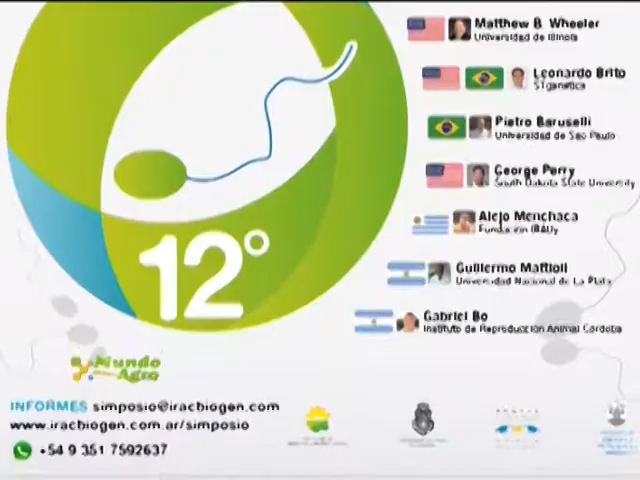 Matthew B. Wheeler
Universidad de Illinois
Leonardo Brito
STgenetics
Pietro Baruselli
Universidad de Sao Paulo
George Perry
South Dakota State University
Alejo Menchaca
Fundación IRAUy
Guillermo Mattioli
Universidad Nacional de La Plata
Gabriel Bo
Instituto de Reproducción Animal Cordoba
12°
Mundo
Agro
INFORMES simposio@iracbiogen.com
www.iracbiogen.com.ar/simposio
+54 9 351 7592637